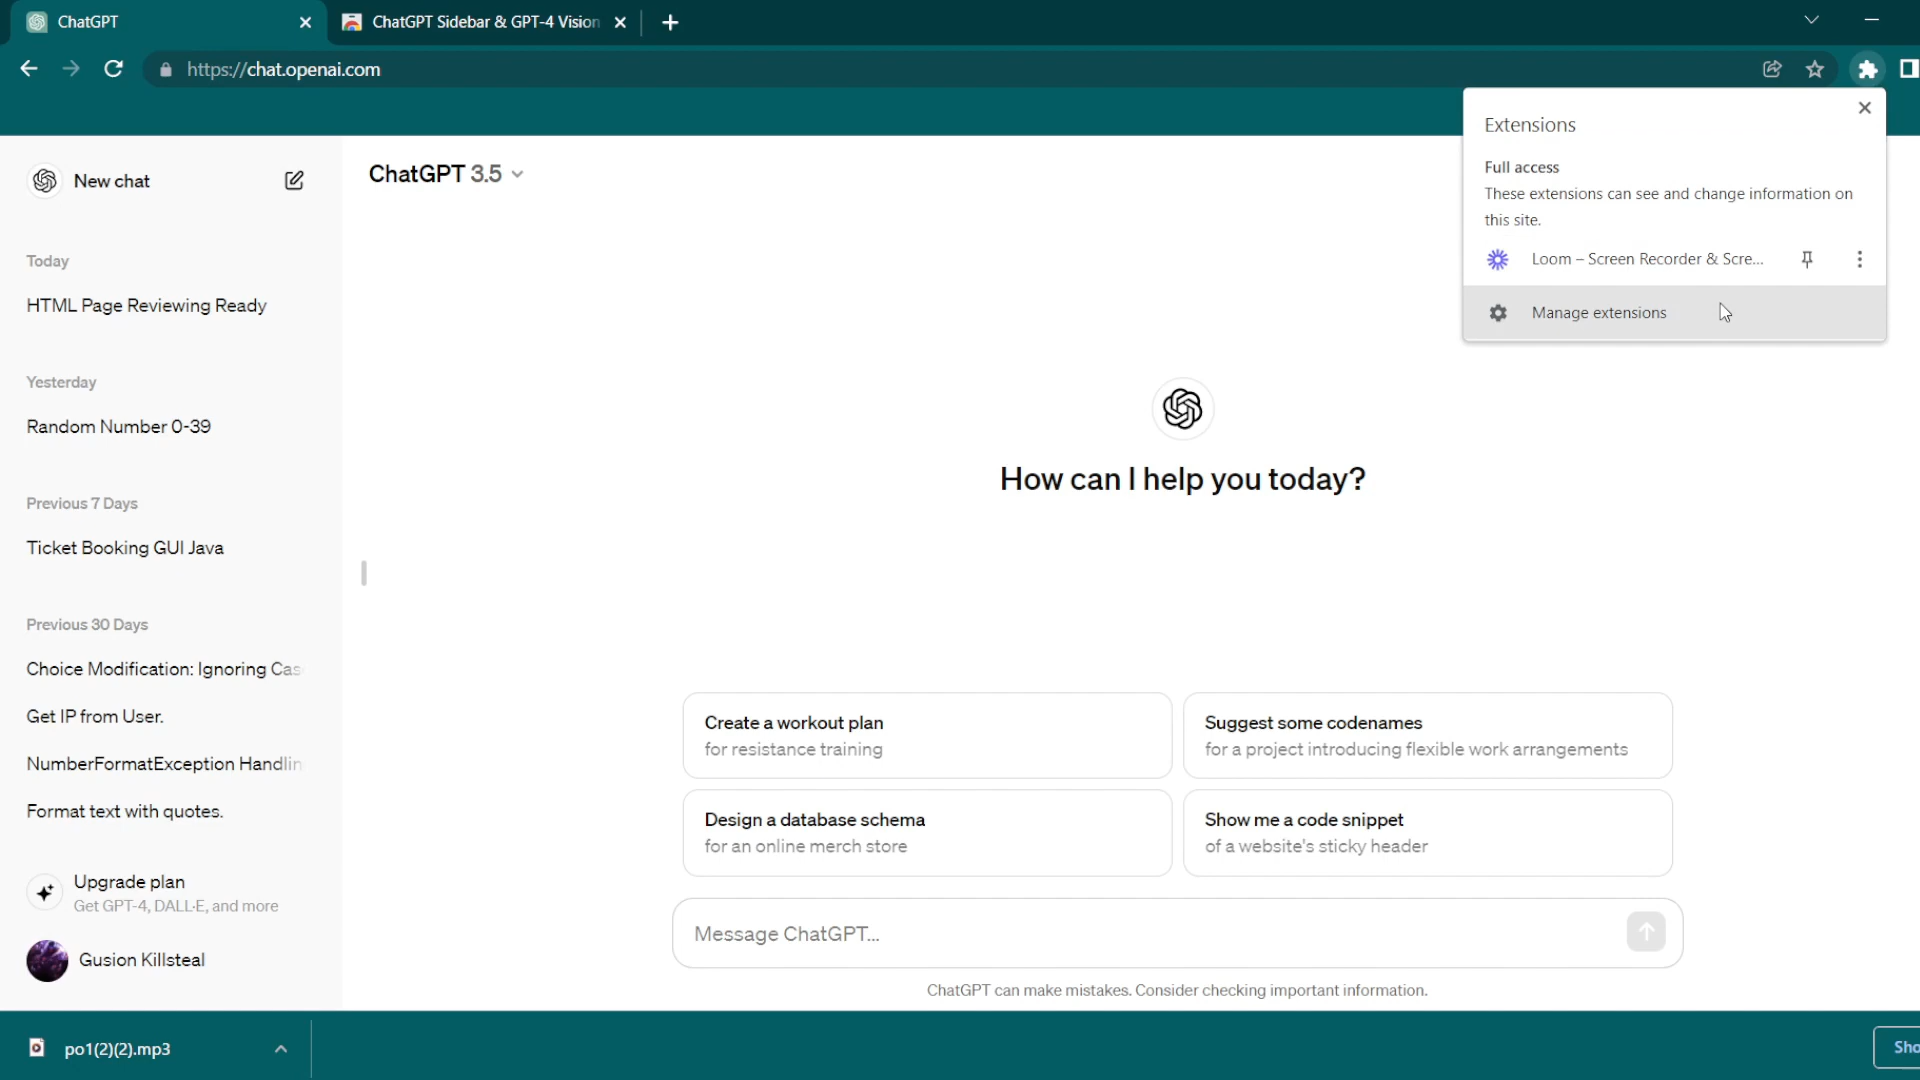 ChatGPT
ChatGPT Sidebar & GPT-4 Vision
https://chat.openai.com
Extensions
Full access
These extensions can see and change information on
this site.
Loom – Screen Recorder & Scre...
Manage extensions
New chat
Today
HTML Page Reviewing Ready
Yesterday
Random Number 0-39
Previous 7 Days
Ticket Booking GUI Java
Previous 30 Days
Choice Modification: Ignoring Cas
Get IP from User.
NumberFormatException Handlin
Format text with quotes.
Upgrade plan
Get GPT-4, DALL·E, and more
Gusion Killsteal
ChatGPT 3.5
How can I help you today?
Create a workout plan
for resistance training
Suggest some codenames
for a project introducing flexible work arrangements
Design a database schema
for an online merch store
Show me a code snippet
of a website's sticky header
Message ChatGPT...
ChatGPT can make mistakes. Consider checking important information.
po1(2)(2).mp3
Sho